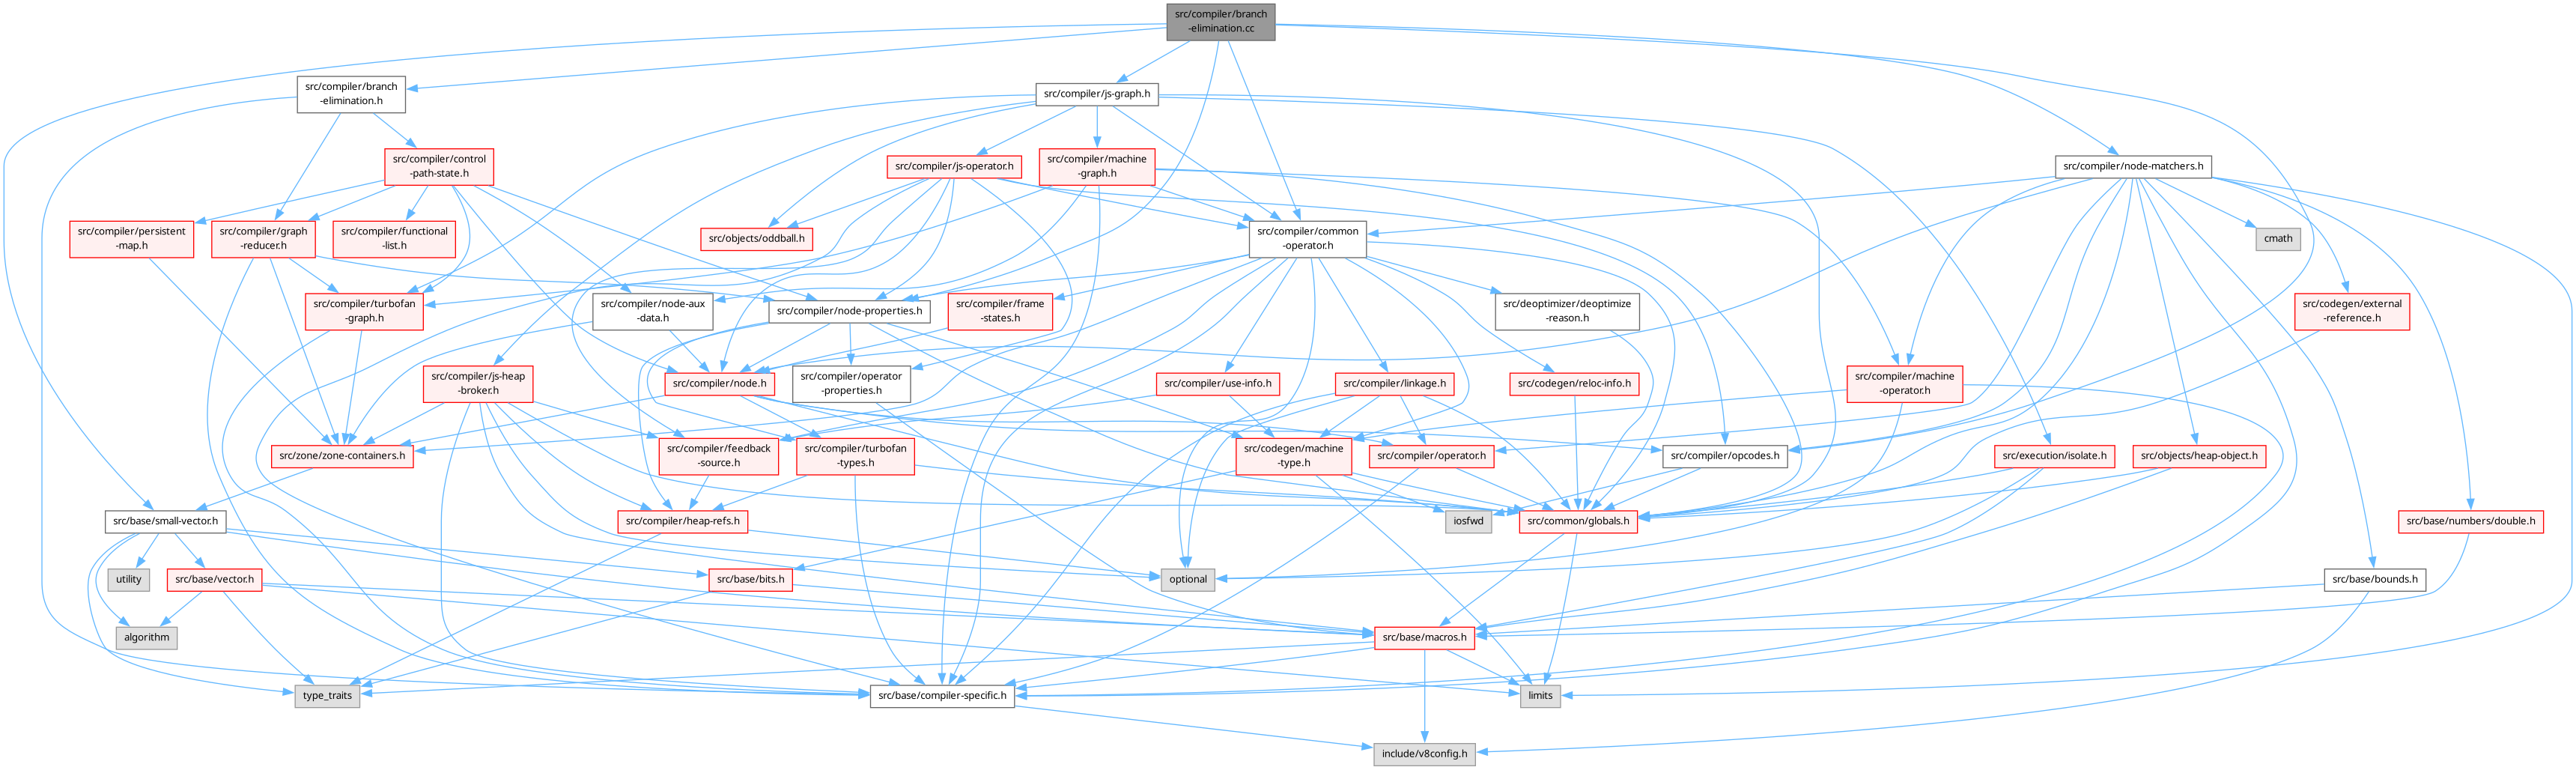 src/compiler/branch
-elimination.cc
src/compiler/branch
-elimination.h
src/compiler/js-graph.h
src/compiler/control
-path-state.h
src/compiler/js-operator.h
src/compiler/machine
-graph.h
src/compiler/node-matchers.h
src/compiler/persistent
-map.h
src/compiler/graph
-reducer.h
src/compiler/functional
-list.h
src/objects/oddball.h
src/compiler/common
-operator.h
cmath
src/compiler/turbofan
-graph.h
src/compiler/node-aux
-data.h
src/compiler/node-properties.h
src/compiler/frame
-states.h
src/deoptimizer/deoptimize
-reason.h
src/codegen/external
-reference.h
src/compiler/js-heap
-broker.h
src/compiler/node.h
src/compiler/operator
-properties.h
src/compiler/use-info.h
src/compiler/linkage.h
src/codegen/reloc-info.h
src/compiler/machine
-operator.h
src/zone/zone-containers.h
src/compiler/feedback
-source.h
src/compiler/turbofan
-types.h
src/codegen/machine
-type.h
src/compiler/operator.h
src/compiler/opcodes.h
src/execution/isolate.h
src/objects/heap-object.h
src/base/small-vector.h
src/compiler/heap-refs.h
iosfwd
src/common/globals.h
src/base/numbers/double.h
utility
src/base/vector.h
src/base/bits.h
optional
src/base/bounds.h
algorithm
src/base/macros.h
type_traits
src/base/compiler-specific.h
limits
include/v8config.h